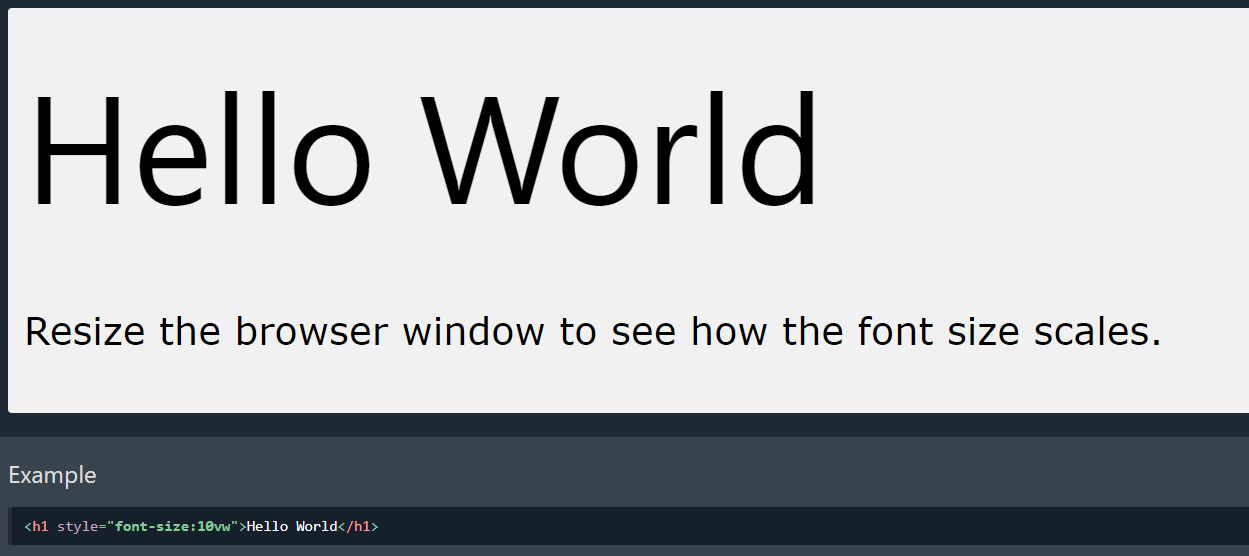 Hello World
Resize the browser window to see how the font size scales.
Example
<h1 style="font-size:10vw">Hello World</h1>